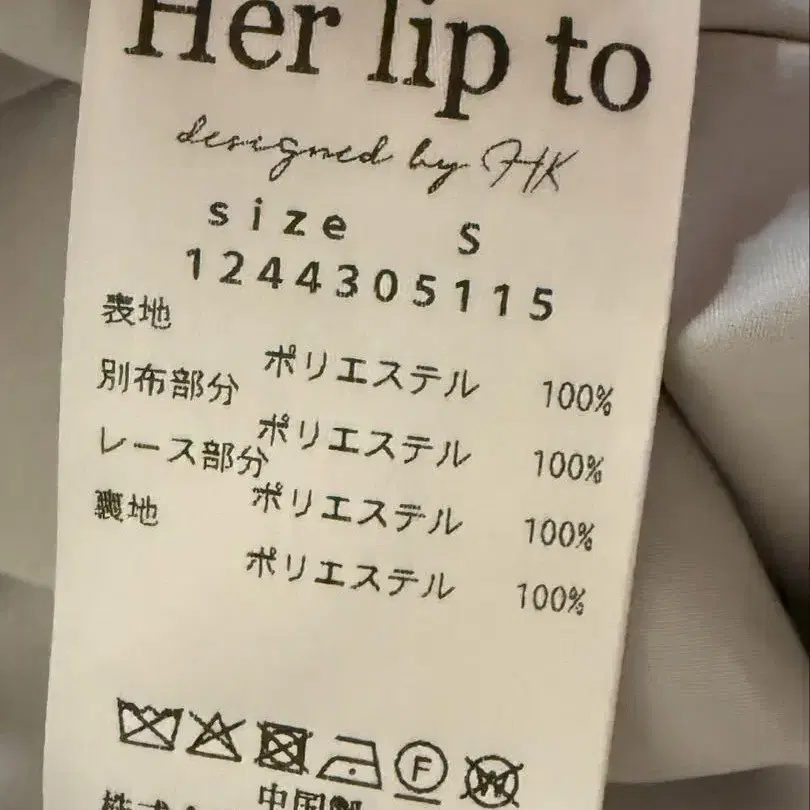 Her lip to
designed by HK
size S
1244305115
表地
ポリエステル 100%
別布部分
ポリエステル 100%
レース部分
ポリエステル 100%
裏地
ポリエステル 100%
F
W
中国製
株式